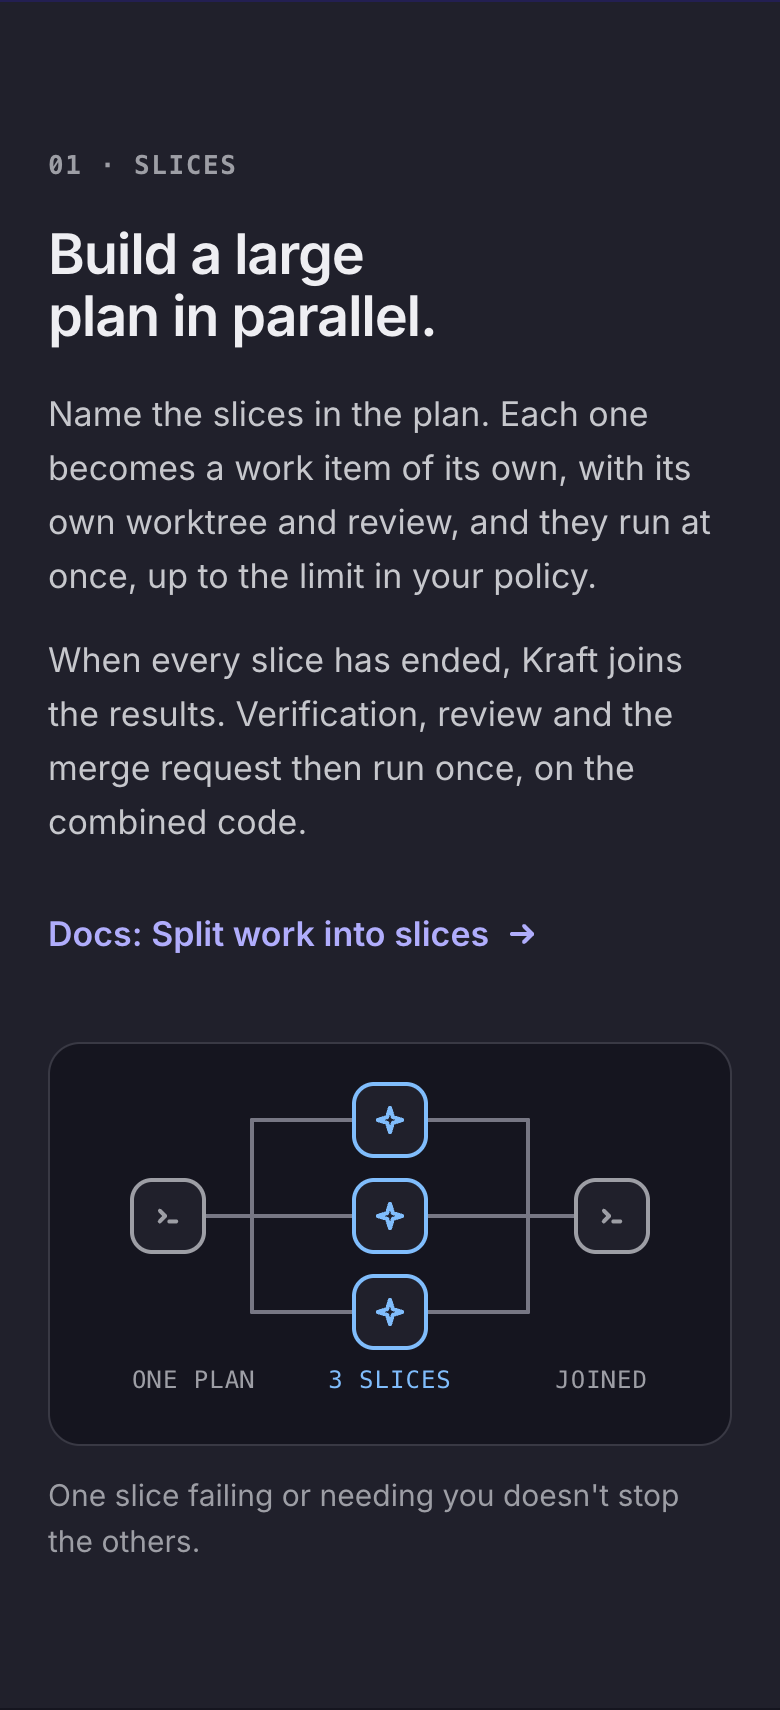 01 · SLICES
Build a large
plan in parallel.
Name the slices in the plan. Each one
becomes a work item of its own, with its
own worktree and review, and they run at
once, up to the limit in your policy.
When every slice has ended, Kraft joins
the results. Verification, review and the
merge request then run once, on the
combined code.
Docs: Split work into slices →
ONE PLAN 3 SLICES JOINED
One slice failing or needing you doesn't stop
the others.